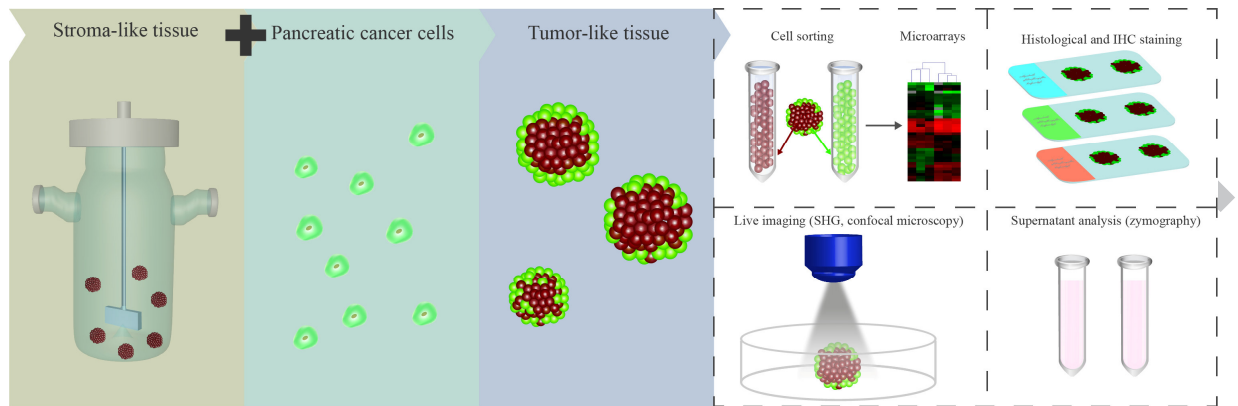 Stroma-like tissue
Pancreatic cancer cells
Tumor-like tissue
Cell sorting
Microarrays
Histological and IHC staining
Live imaging (SHG, confocal microscopy)
Supernatant analysis (zymography)